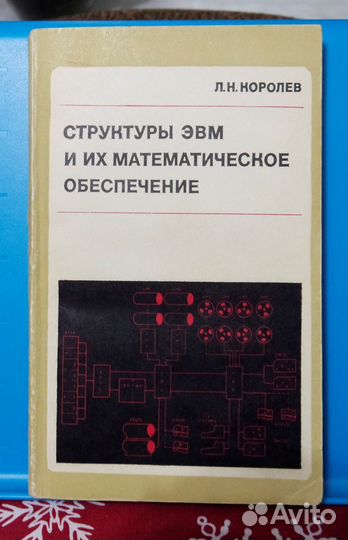 Л.Н. КОРОЛЕВ
СТРУКТУРЫ ЭВМ
И ИХ МАТЕМАТИЧЕСКОЕ
ОБЕСПЕЧЕНИЕ
Avito